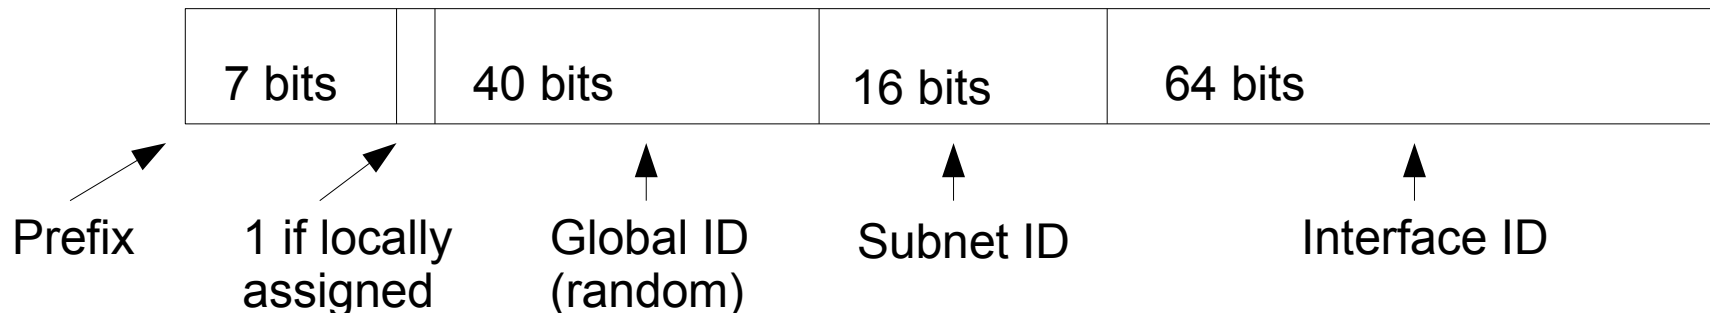 7 bits
40 bits
16 bits
64 bits
Prefix
1 if locally
assigned
Global ID
(random)
Subnet ID
Interface ID